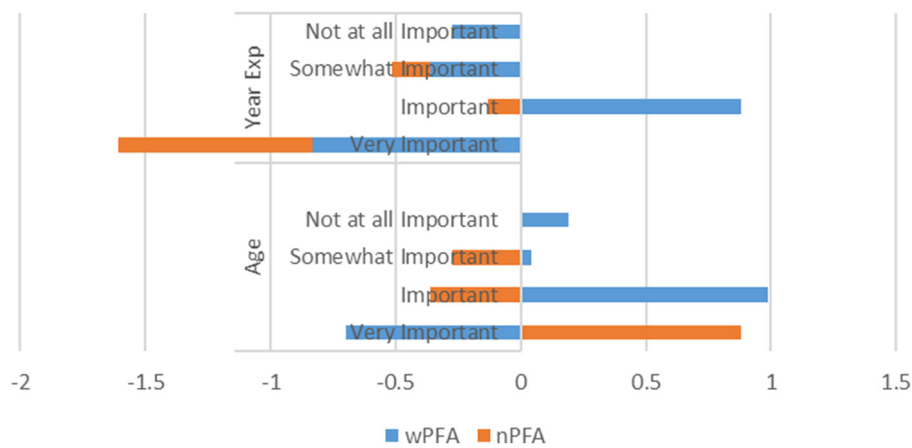 Year Exp
Not at all Important
Somewhat Important
Important
Very Important
Age
Not at all Important
Somewhat Important
Important
Very Important
-2 -1.5 -1 -0.5 0 0.5 1 1.5
wPFA nPFA